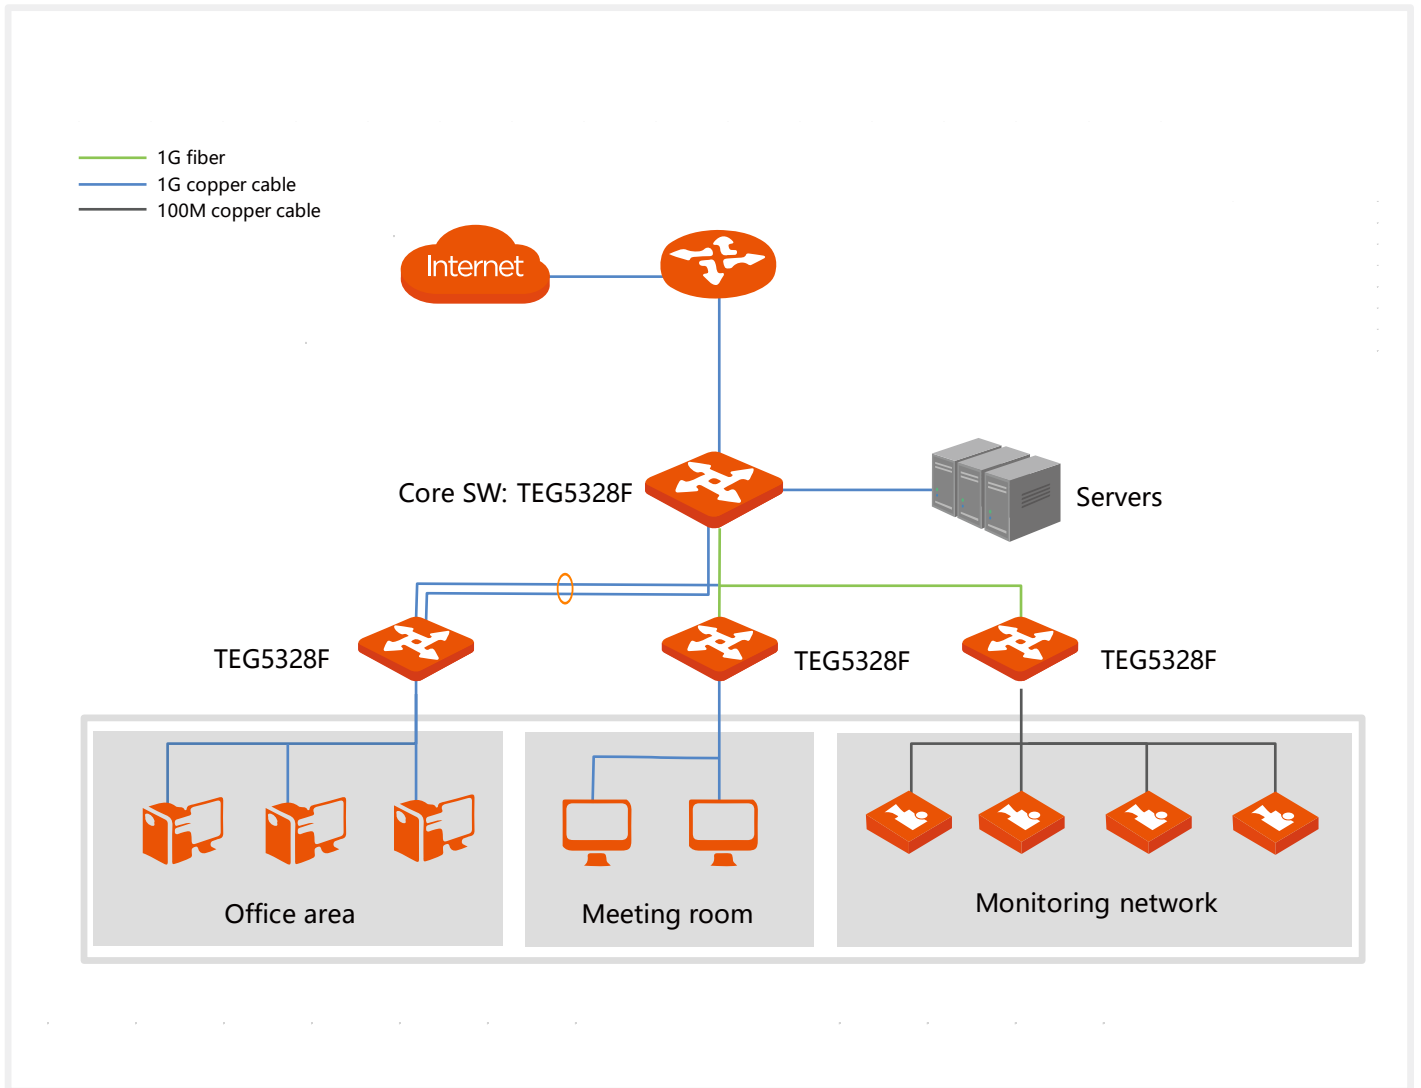 1G fiber
1G copper cable
100M copper cable
Internet
Core SW: TEG5328F
Servers
TEG5328F
TEG5328F
TEG5328F
Office area
Meeting room
Monitoring network